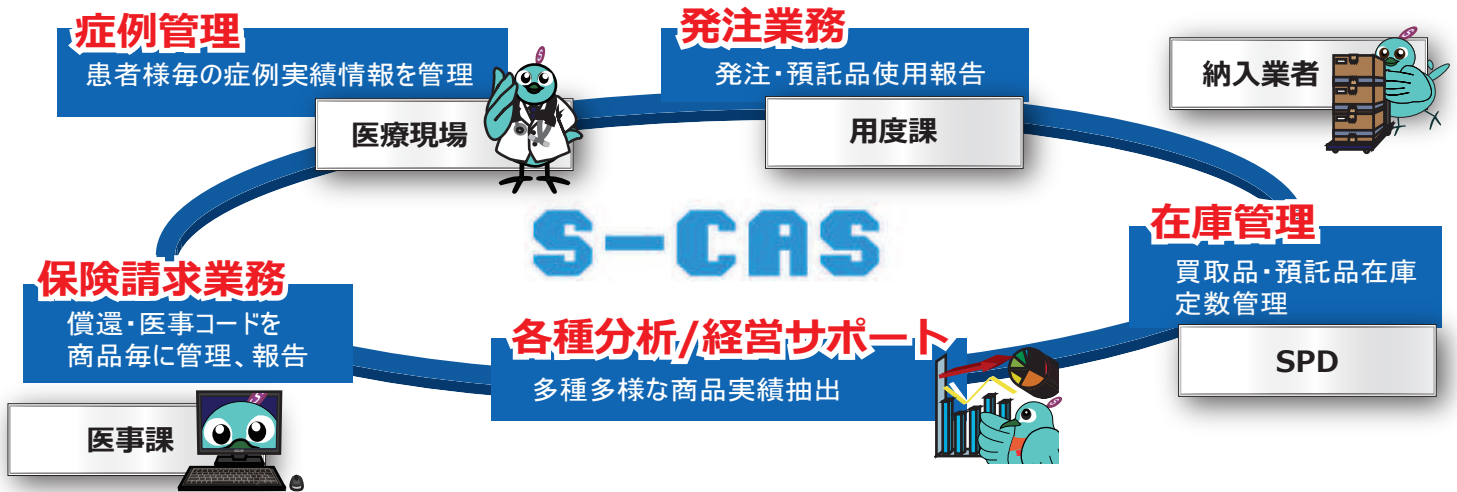 症例管理
患者様毎の症例実績情報を管理
医療現場
発注業務
発注・預託品使用報告
用度課
納入業者
S-CAS
在庫管理
買取品・預託品在庫
定数管理
SPD
保険請求業務
償還・医事コードを
商品毎に管理、報告
医事課
各種分析/経営サポート
多種多様な商品実績抽出